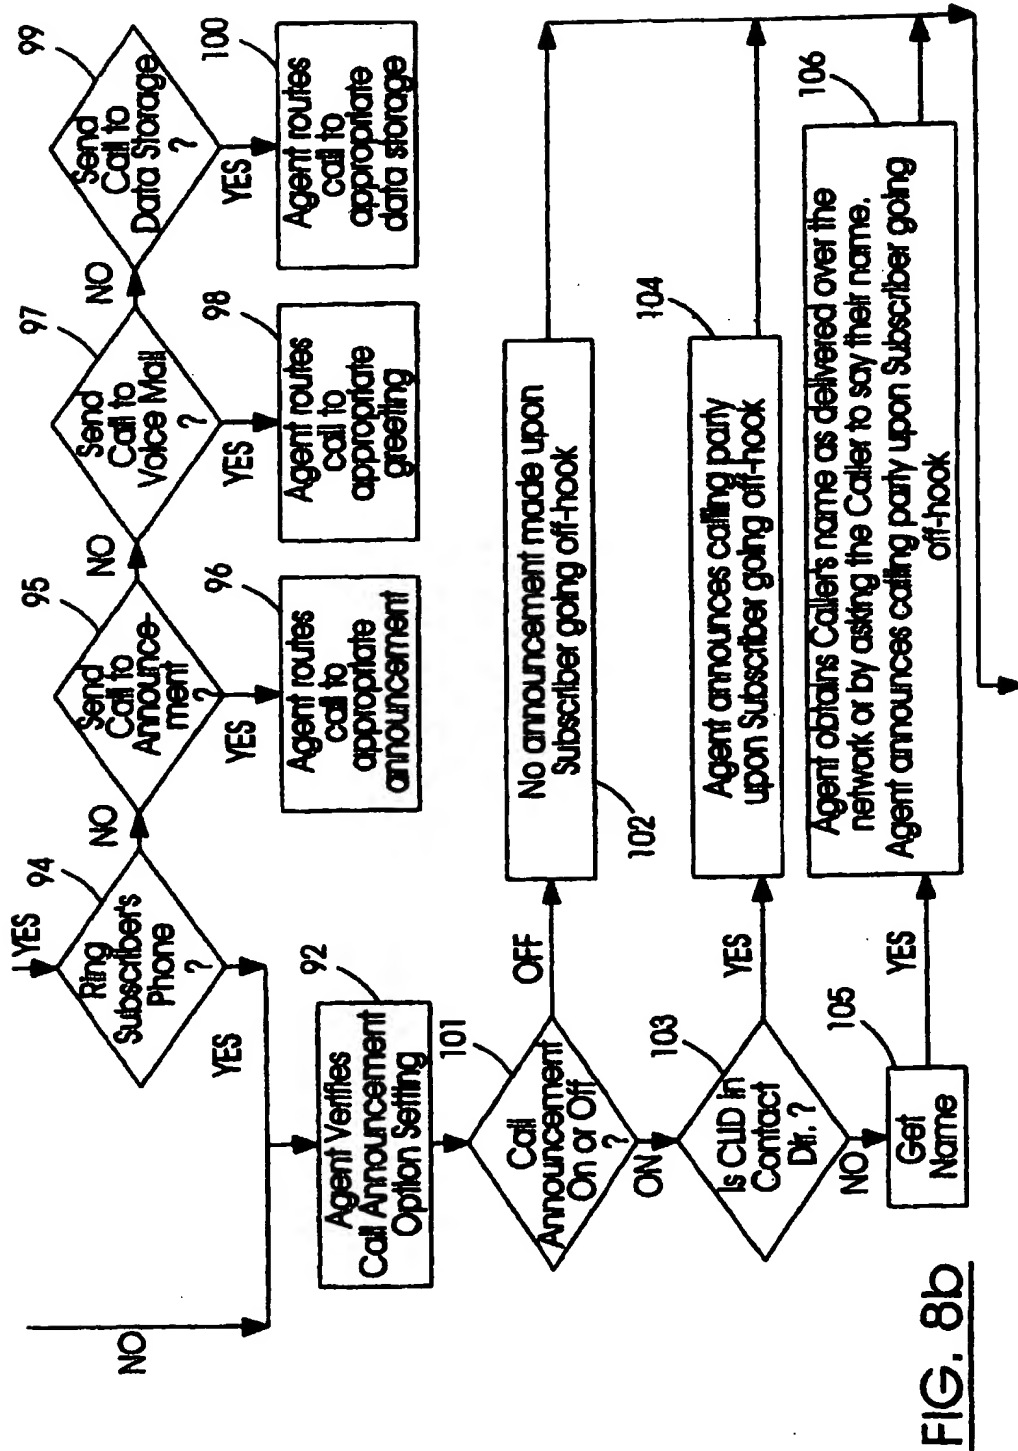 YES
94
Ring
Subscriber's
Phone
?
NO
YES
95
Send
Call to
Announce-
ment
?
NO
YES
96
Agent routes
call to
appropriate
announcement
97
Send
Call to
Voice Mail
?
NO
YES
98
Agent routes
call to
appropriate
greeting
99
Send
Call to
Data Storage
?
YES
100
Agent routes
call to
appropriate
data storage
NO
92
Agent Verifies
Call Announcement
Option Setting
101
Call
Announcement
On or Off
?
OFF
ON
102
No announcement made upon
Subscriber going off-hook
103
Is CLID in
Contact
Dir. ?
YES
NO
104
Agent announces calling party
upon Subscriber going off-hook
105
Get
Name
YES
106
Agent obtains Caller's name as delivered over the
network or by asking the Caller to say their name.
Agent announces calling party upon Subscriber going
off-hook
FIG. 8b